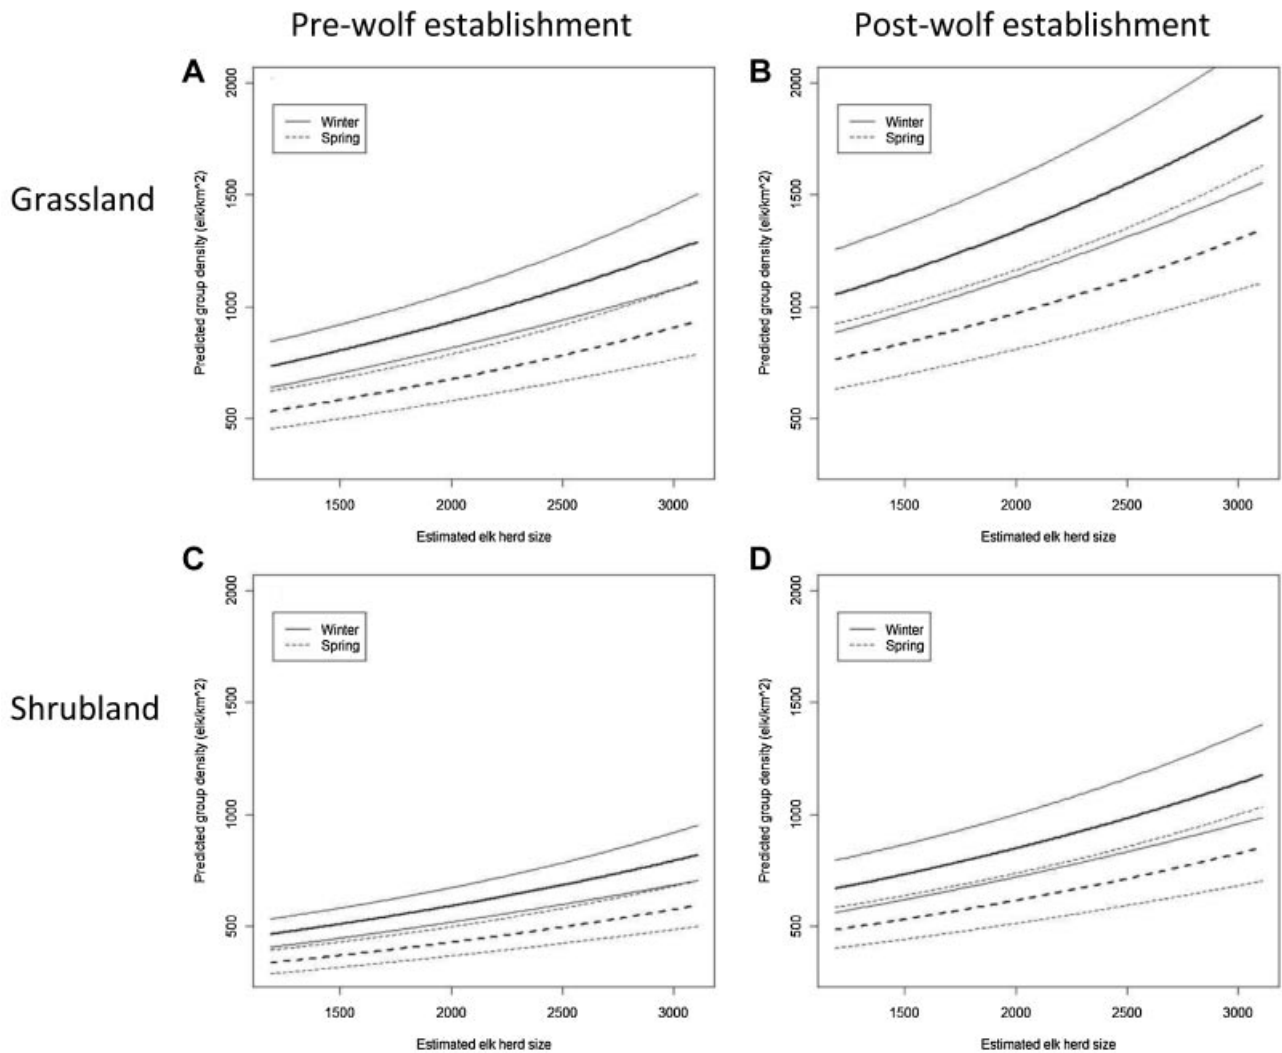 Pre-wolf establishment
Post-wolf establishment
Grassland
A
2000
1500
1000
500
Predicted group density (elk/km^2)
Winter
Spring
1500
2000
2500
3000
Estimated elk herd size
B
2000
1500
1000
500
Predicted group density (elk/km^2)
Winter
Spring
1500
2000
2500
3000
Estimated elk herd size
Shrubland
C
2000
1500
1000
500
Predicted group density (elk/km^2)
Winter
Spring
1500
2000
2500
3000
Estimated elk herd size
D
2000
1500
1000
500
Predicted group density (elk/km^2)
Winter
Spring
1500
2000
2500
3000
Estimated elk herd size